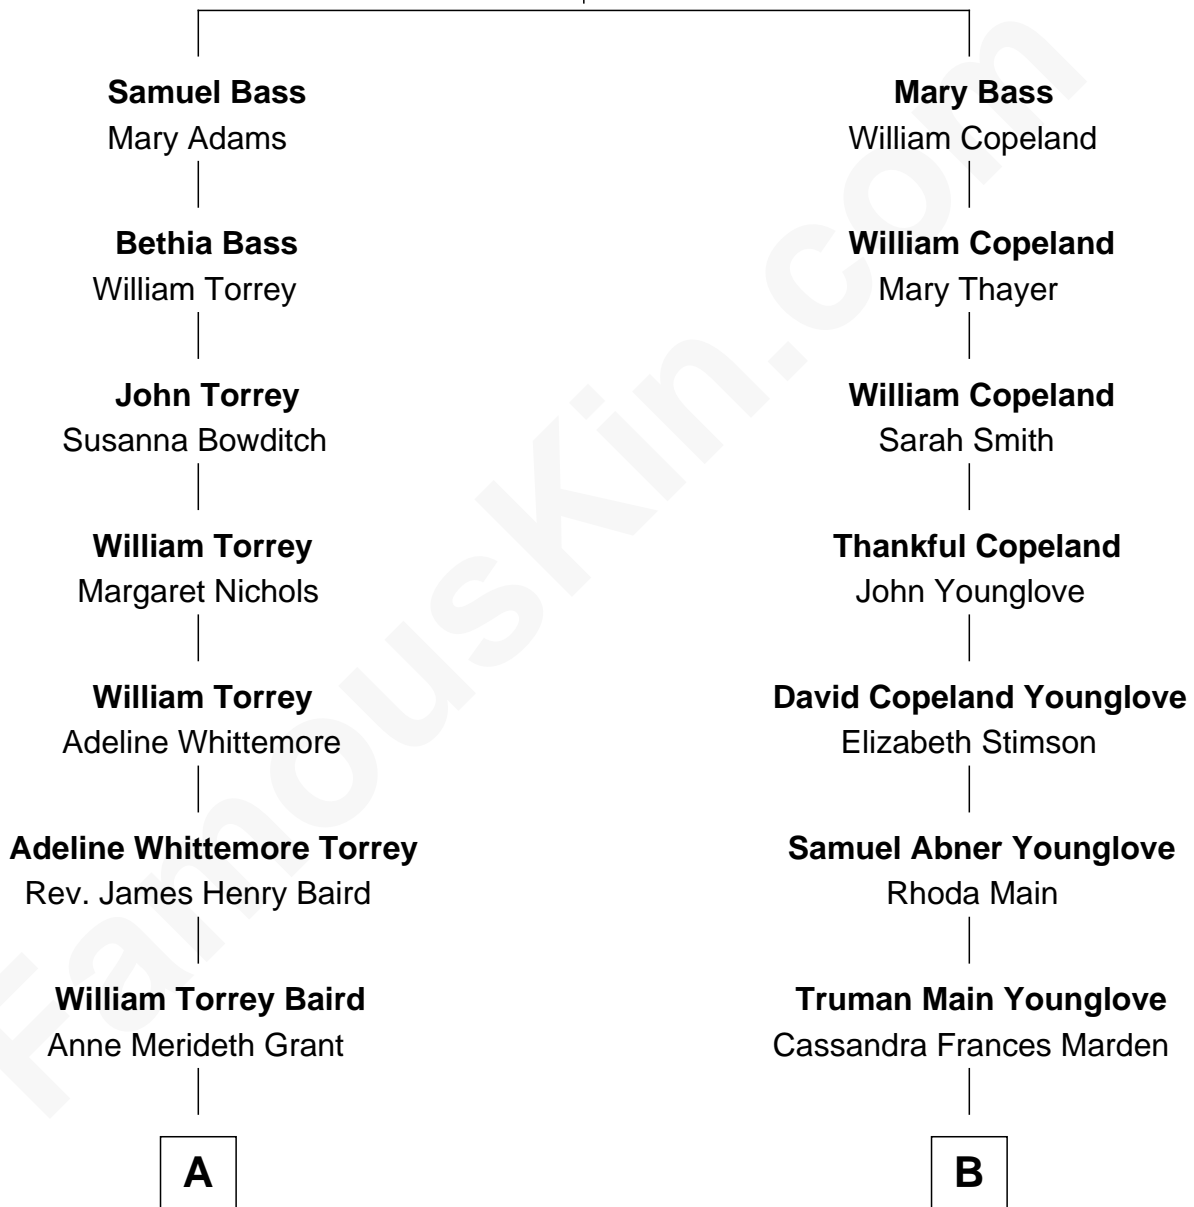 Samuel Bass
Mary Adams
Bethia Bass
William Torrey
John Torrey
Susanna Bowditch
William Torrey
Margaret Nichols
William Torrey
Adeline Whittemore
Adeline Whittemore Torrey
Rev. James Henry Baird
William Torrey Baird
Anne Merideth Grant
A
Mary Bass
William Copeland
William Copeland
Mary Thayer
William Copeland
Sarah Smith
Thankful Copeland
John Younglove
David Copeland Younglove
Elizabeth Stimson
Samuel Abner Younglove
Rhoda Main
Truman Main Younglove
Cassandra Frances Marden
B
FamousKin.com